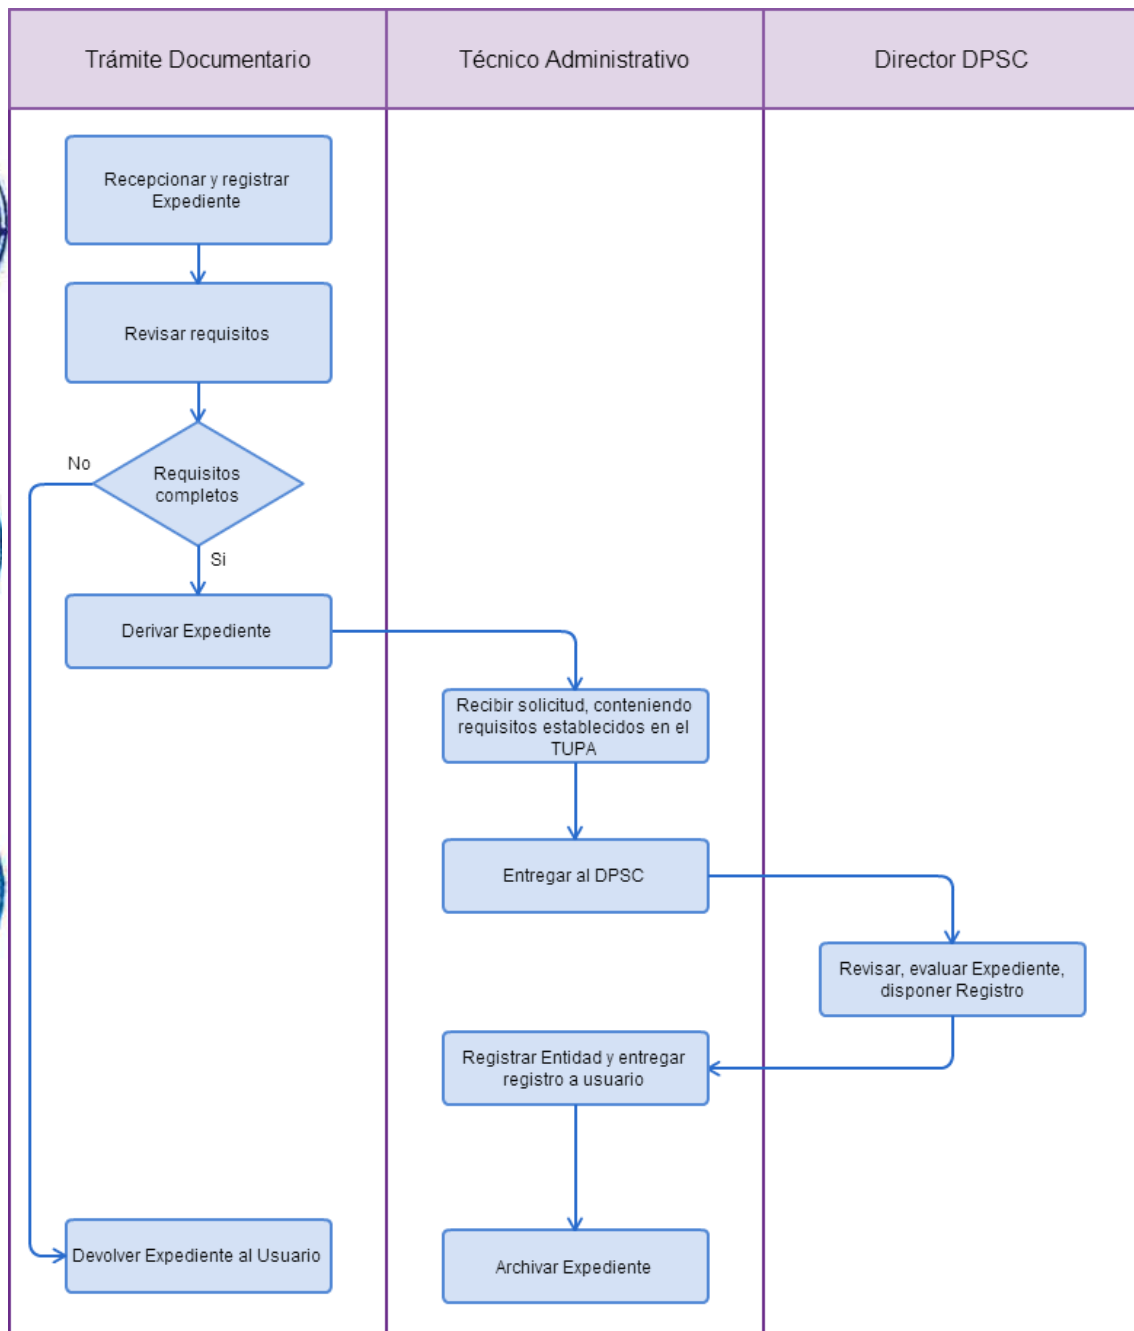 Trámite Documentario
Técnico Administrativo
Director DPSC
Recepcionar y registrar
Expediente
Revisar requisitos
No
Requisitos
completos
Si
Derivar Expediente
Recibir solicitud, conteniendo
requisitos establecidos en el
TUPA
Entregar al DPSC
Revisar, evaluar Expediente,
disponer Registro
Registrar Entidad y entregar
registro a usuario
Devolver Expediente al Usuario
Archivar Expediente